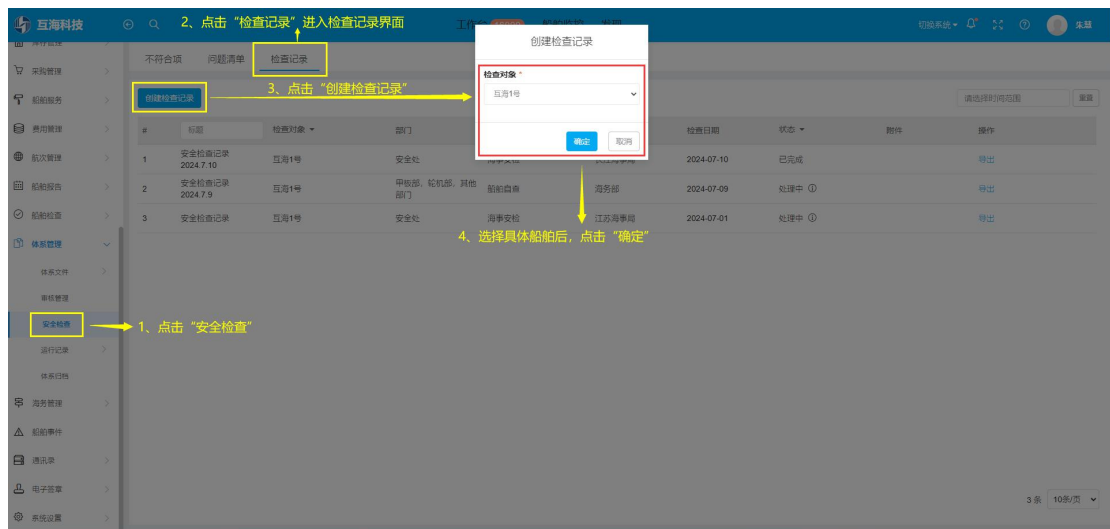 互海科技
2、点击“检查记录”进入检查记录界面
切换系统
朱慧
采购管理
船舶服务
费用管理
航次管理
船舶报告
船舶检查
体系管理
体系文件
审核管理
安全检查
运行记录
体系归档
海务管理
船舶事件
通讯录
电子签章
系统设置
不符合项 问题清单 检查记录
创建检查记录
3、点击“创建检查记录”
请选择时间范围 重置
创建检查记录
检查对象 *
互海1号
确定 取消
# 标题 检查对象 部门 检查日期 状态 附件 操作
1 安全检查记录 2024.7.10 互海1号 安全处 2024-07-10 已完成 导出
2 安全检查记录 2024.7.9 互海1号 甲板部、轮机部、其他部门 船舶自查 海务部 2024-07-09 处理中 导出
3 安全检查记录 互海1号 安全处 海事安检 江苏海事局 2024-07-01 处理中 导出
4、选择具体船舶后，点击“确定”
1、点击“安全检查”
3 条 10条/页